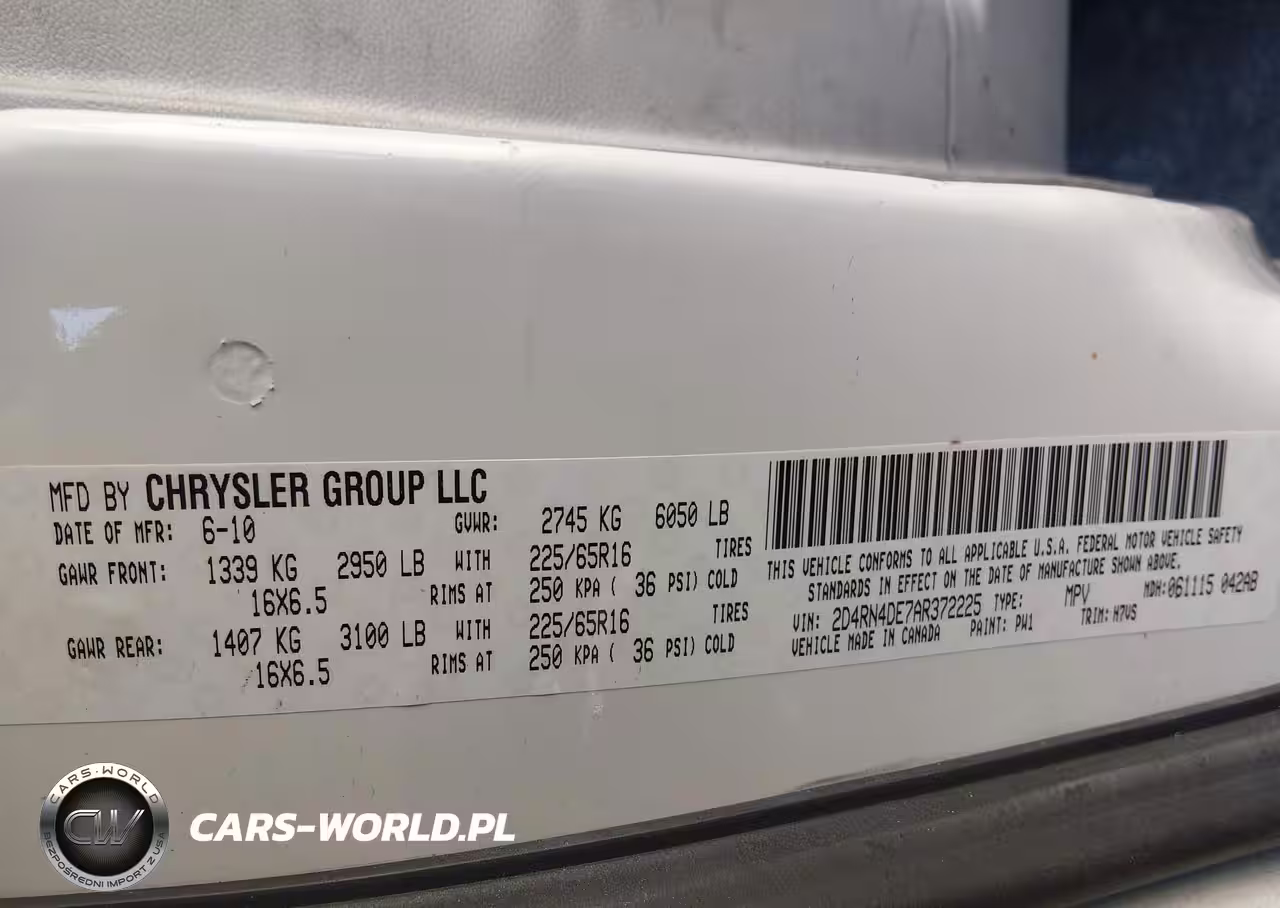 MFD BY CHRYSLER GROUP LLC
DATE OF MFR: 6-10 GVWR: 2745 KG 6050 LB
GAWR FRONT: 1339 KG 2950 LB WITH 225/65R16 TIRES
16X6.5 RIMS AT 250 KPA ( 36 PSI) COLD
GAWR REAR: 1407 KG 3100 LB WITH 225/65R16 TIRES
16X6.5 RIMS AT 250 KPA ( 36 PSI) COLD
THIS VEHICLE CONFORMS TO ALL APPLICABLE U.S.A. FEDERAL MOTOR VEHICLE SAFETY
STANDARDS IN EFFECT ON THE DATE OF MANUFACTURE SHOWN ABOVE.
VIN: 2D4RN4DE7AR372225 TYPE: MPV MDH: 061115 042AB
VEHICLE MADE IN CANADA PAINT: PW1 TRIM: H7VS
CARS-WORLD
CW
BEZPOŚREDNI IMPORT Z USA
CARS-WORLD.PL